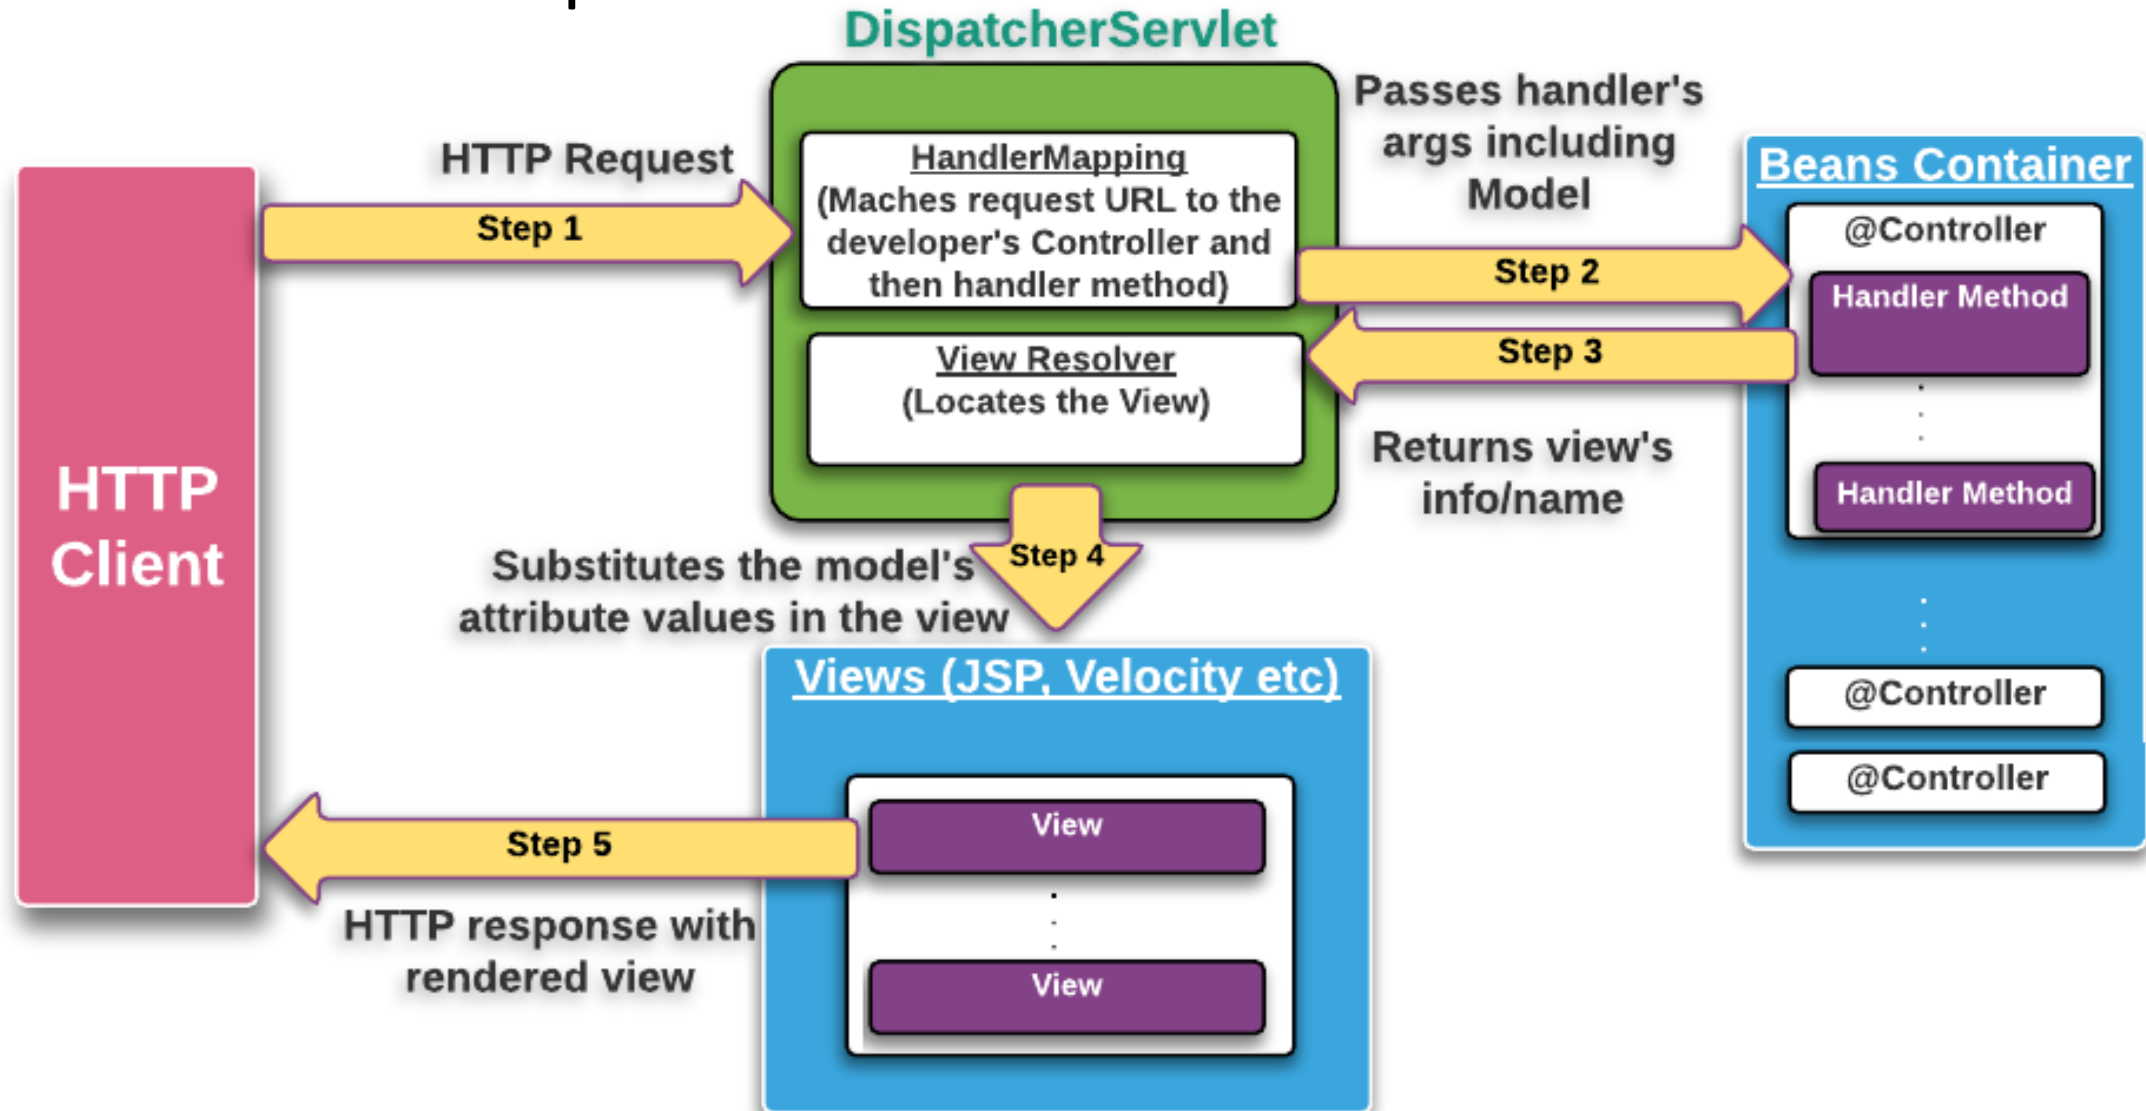 DispatcherServlet
HTTP Request
Step 1
HandlerMapping
(Maches request URL to the
developer's Controller and
then handler method)
View Resolver
(Locates the View)
Passes handler's
args including
Model
Step 2
Step 3
Returns view's
info/name
Beans Container
@Controller
Handler Method
Handler Method
@Controller
@Controller
HTTP
Client
Step 4
Substitutes the model's
attribute values in the view
Views (JSP, Velocity etc)
View
View
Step 5
HTTP response with
rendered view